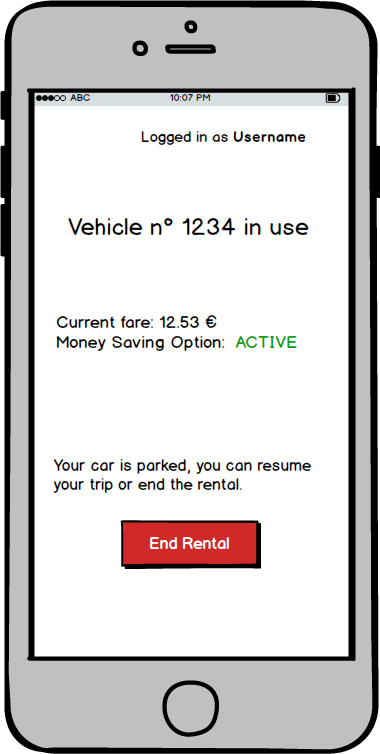 ABC 10:07 PM
Logged in as Username
Vehicle n° 1234 in use
Current fare: 12.53 €
Money Saving Option: ACTIVE
Your car is parked, you can resume
your trip or end the rental.
End Rental